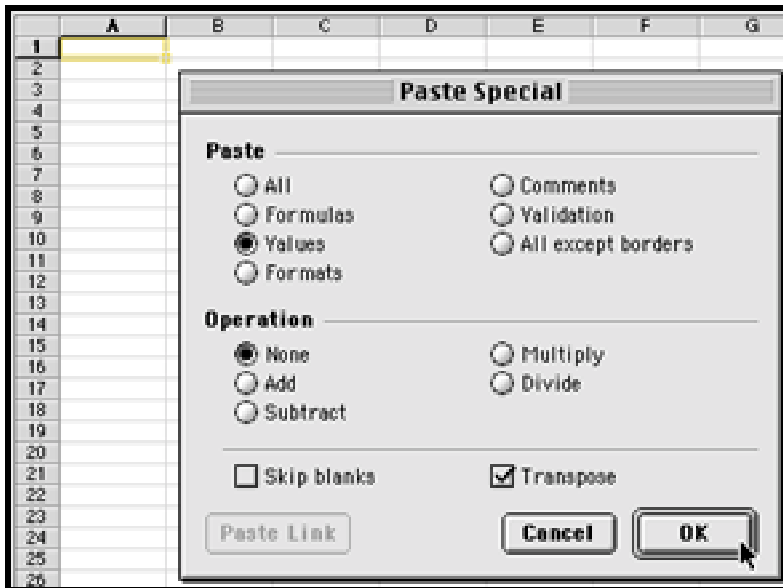 A B C D E F G
1
2
3
Paste Special
4
5
6
Paste
7
All Comments
8
Formulas Validation
9
10
Values All except borders
11
Formats
12
13
14
Operation
15
None Multiply
16
Add Divide
17
18
Subtract
19
20
21
Skip blanks Transpose
22
23
Paste Link Cancel OK
24
25
26